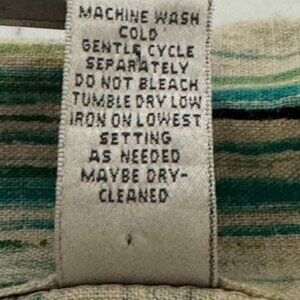 MACHINE WASH
COLD
GENTLE CYCLE
SEPARATELY
DO NOT BLEACH
TUMBLE DRY LOW
IRON ON LOWEST
SETTING
AS NEEDED
MAYBE DRY-
CLEANED